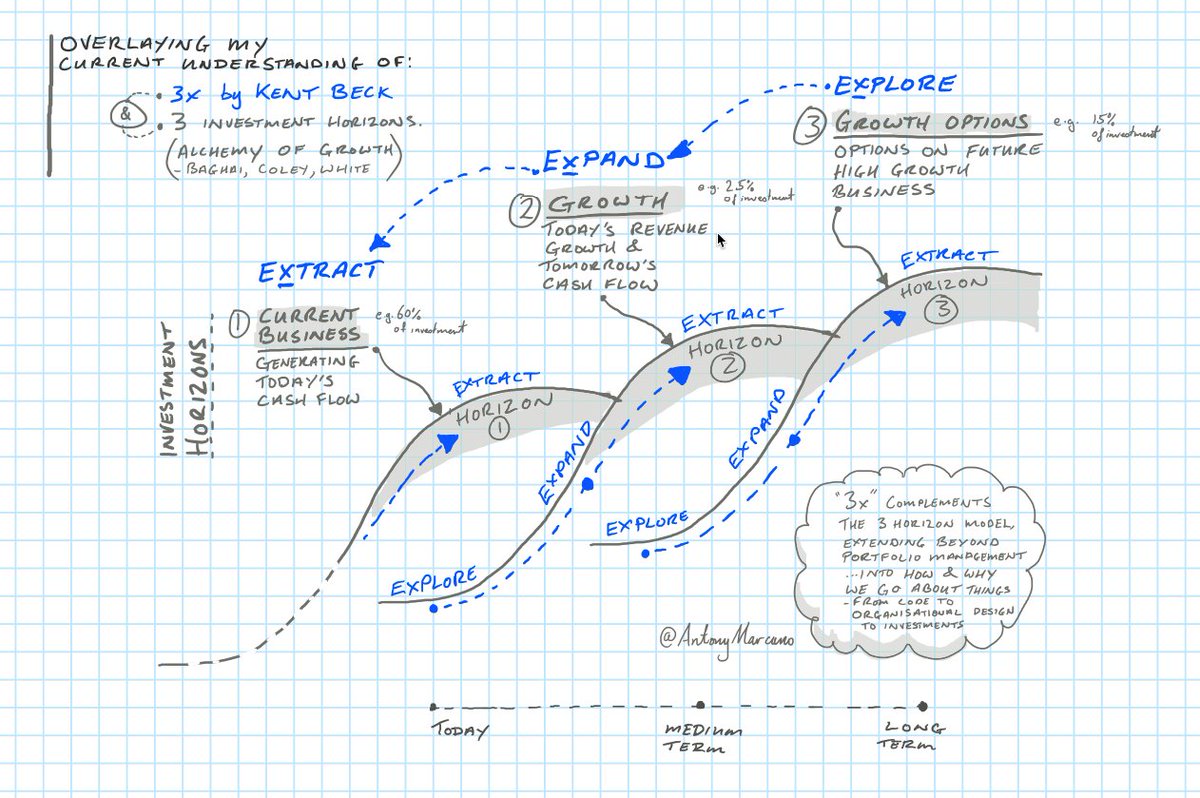 OVERLAYING MY
CURRENT UNDERSTANDING OF:
• 3x by KENT BECK
&
• 3 INVESTMENT HORIZONS.
(ALCHEMY OF GROWTH
- BAGHAI, COLEY, WHITE)
EXPLORE
③ GROWTH OPTIONS
e.g. 15%
of investment
OPTIONS ON FUTURE
HIGH GROWTH
BUSINESS
EXPAND
② GROWTH
e.g. 25%
of investment
TODAY'S REVENUE
GROWTH &
TOMORROW'S
CASH FLOW
EXTRACT
① CURRENT
BUSINESS
e.g. 60%
of investment
GENERATING
TODAY'S
CASH FLOW
INVESTMENT
HORIZONS
EXTRACT
HORIZON
①
EXTRACT
HORIZON
②
EXTRACT
HORIZON
③
EXPLORE
EXPAND
EXPLORE
EXPAND
"3x" COMPLEMENTS
THE 3 HORIZON MODEL,
EXTENDING BEYOND
PORTFOLIO MANAGEMENT
...INTO HOW & WHY
WE GO ABOUT THINGS
- FROM CODE TO
ORGANISATIONAL DESIGN
TO INVESTMENTS
@AntonyMarcano
TODAY
MEDIUM
TERM
LONG
TERM